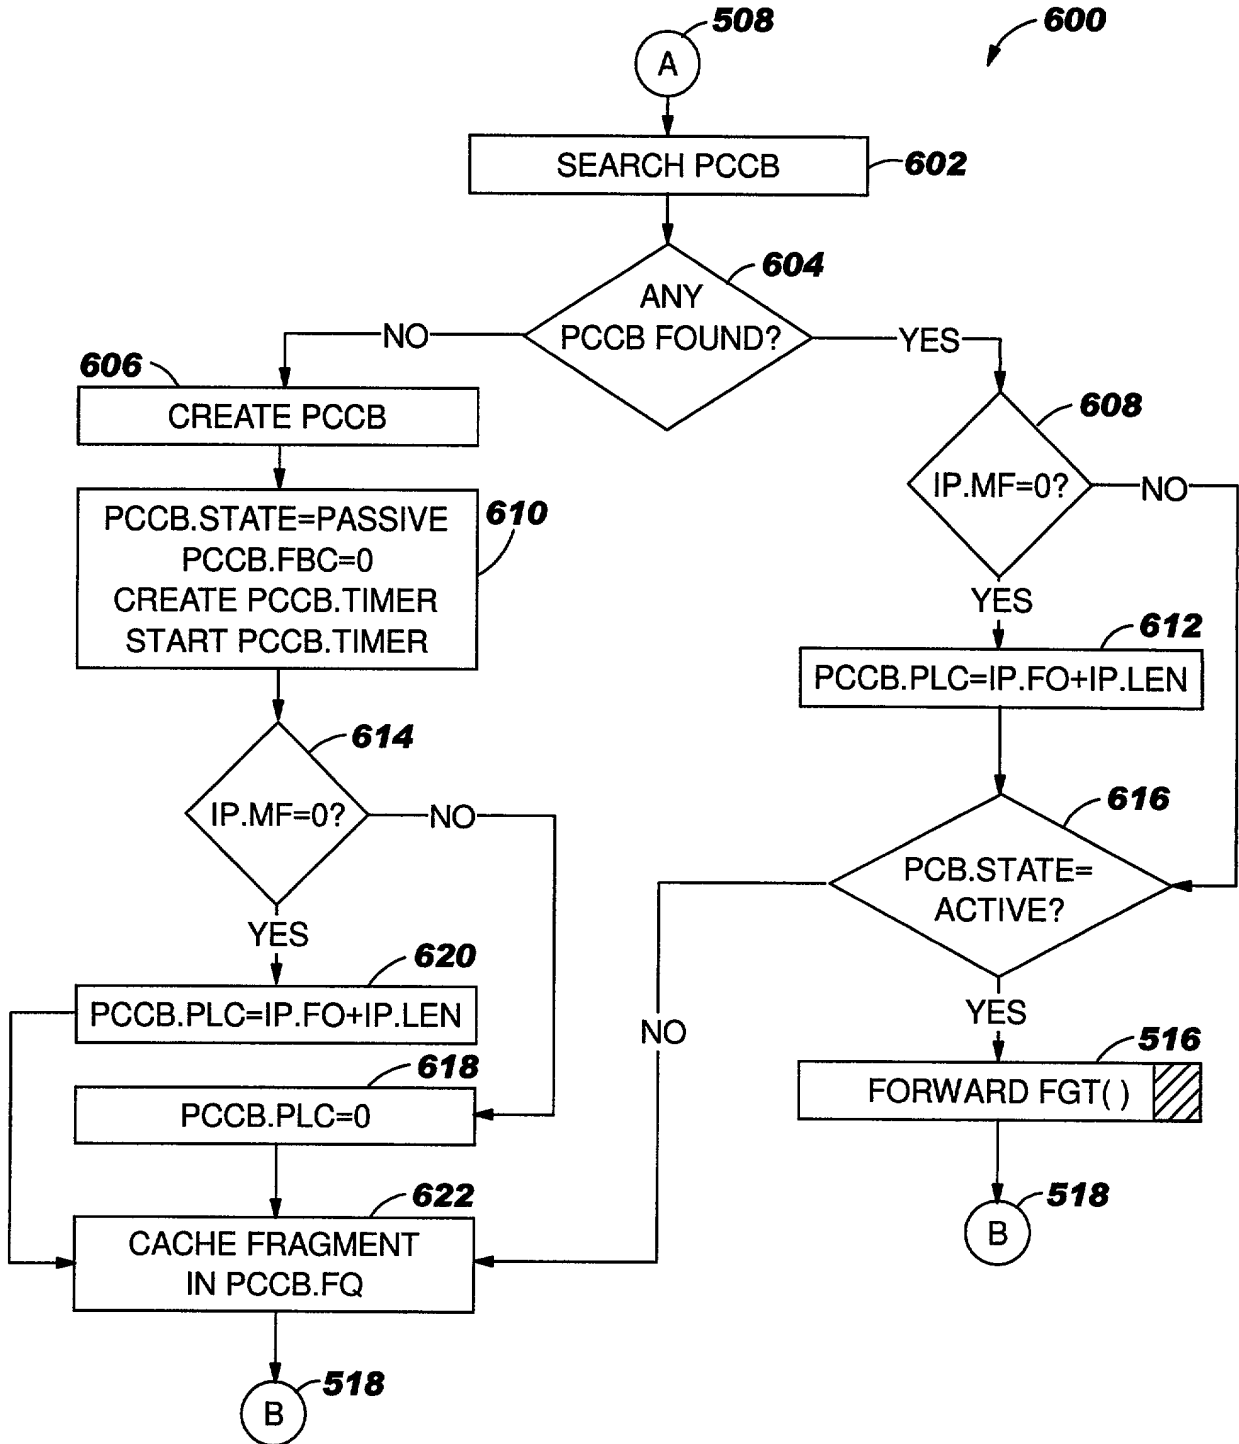 508
600
A
SEARCH PCCB
602
604
ANY
PCCB FOUND?
NO
YES
606
CREATE PCCB
608
IP.MF=0?
NO
YES
PCCB.STATE=PASSIVE
PCCB.FBC=0
CREATE PCCB.TIMER
START PCCB.TIMER
610
612
PCCB.PLC=IP.FO+IP.LEN
614
IP.MF=0?
NO
YES
616
PCB.STATE=
ACTIVE?
NO
YES
620
PCCB.PLC=IP.FO+IP.LEN
618
PCCB.PLC=0
516
FORWARD FGT( )
622
CACHE FRAGMENT
IN PCCB.FQ
518
B
518
B